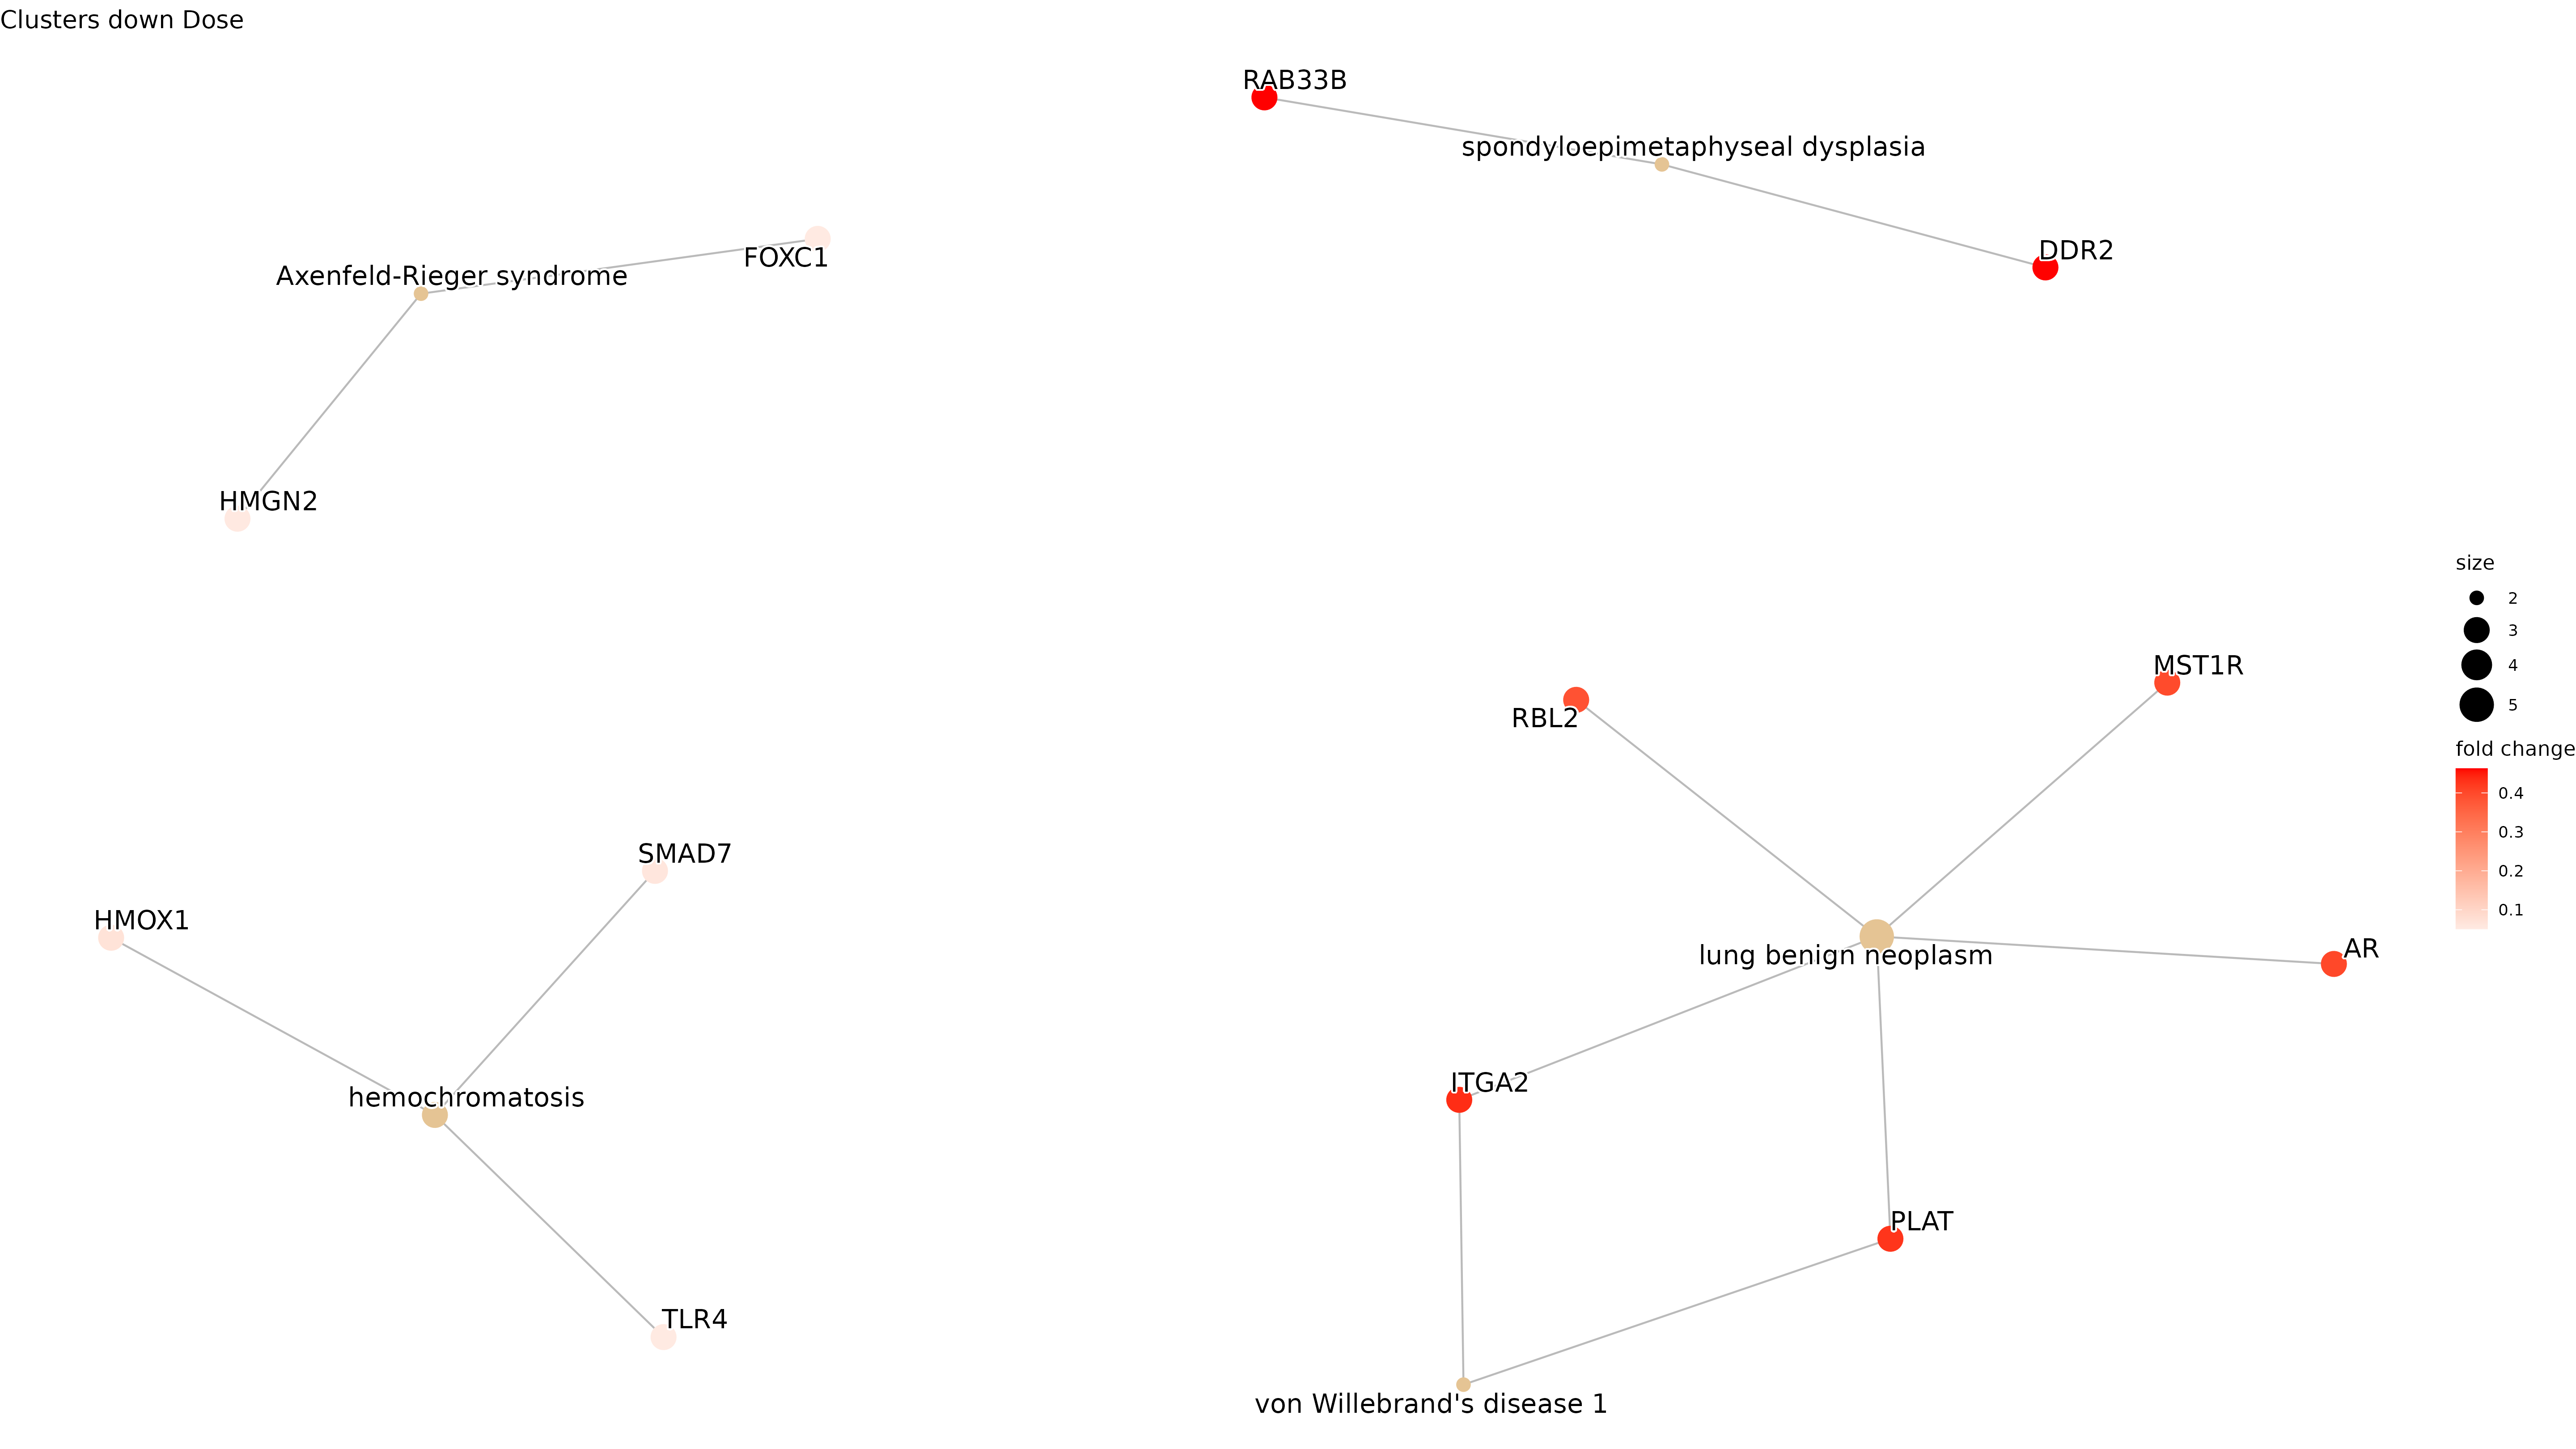 Clusters down Dose
RAB33B
spondyloepimetaphyseal dysplasia
DDR2
FOXC1
Axenfeld-Rieger syndrome
HMGN2
size
2
3
4
5
fold change
0.4
0.3
0.2
0.1
MST1R
RBL2
SMAD7
HMOX1
AR
lung benign neoplasm
ITGA2
hemochromatosis
PLAT
TLR4
von Willebrand's disease 1